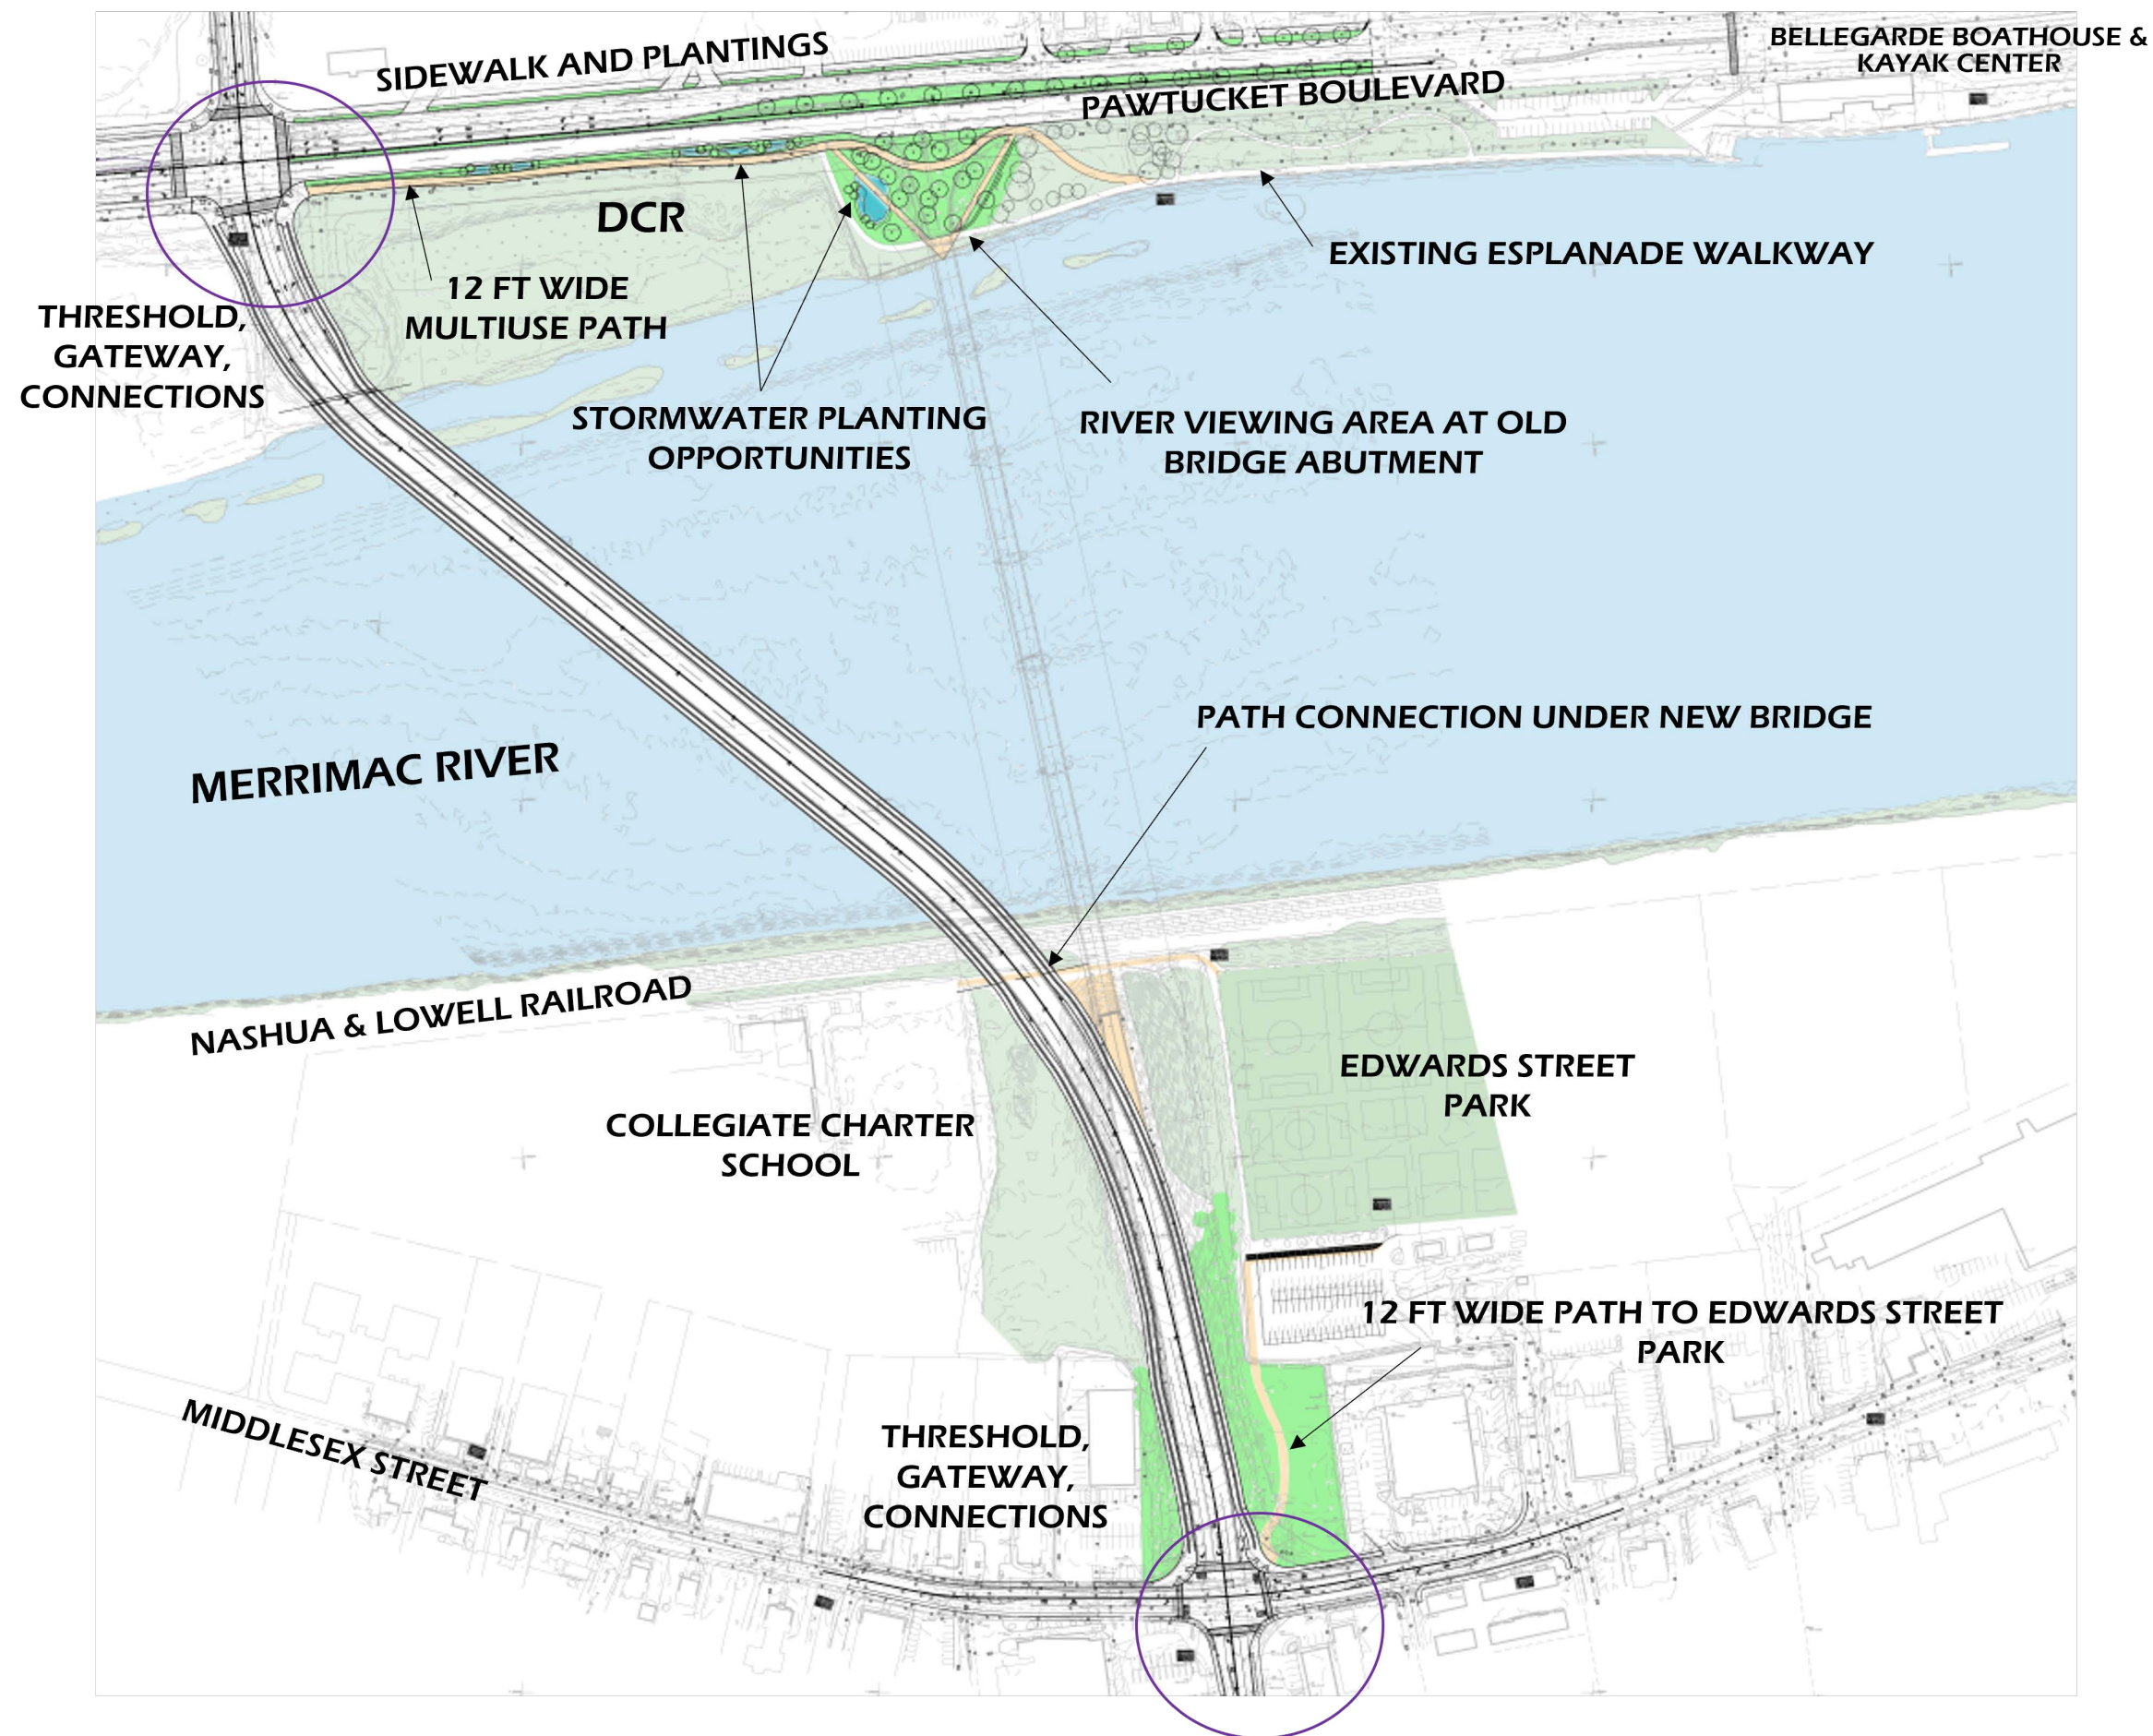 SIDEWALK AND PLANTINGS
BELLEGARDE BOATHOUSE &
KAYAK CENTER
PAWTUCKET BOULEVARD
DCR
EXISTING ESPLANADE WALKWAY
12 FT WIDE
MULTIUSE PATH
THRESHOLD,
GATEWAY,
CONNECTIONS
STORMWATER PLANTING
OPPORTUNITIES
RIVER VIEWING AREA AT OLD
BRIDGE ABUTMENT
PATH CONNECTION UNDER NEW BRIDGE
MERRIMAC RIVER
NASHUA & LOWELL RAILROAD
EDWARDS STREET
PARK
COLLEGIATE CHARTER
SCHOOL
12 FT WIDE PATH TO EDWARDS STREET
PARK
MIDDLESEX STREET
THRESHOLD,
GATEWAY,
CONNECTIONS